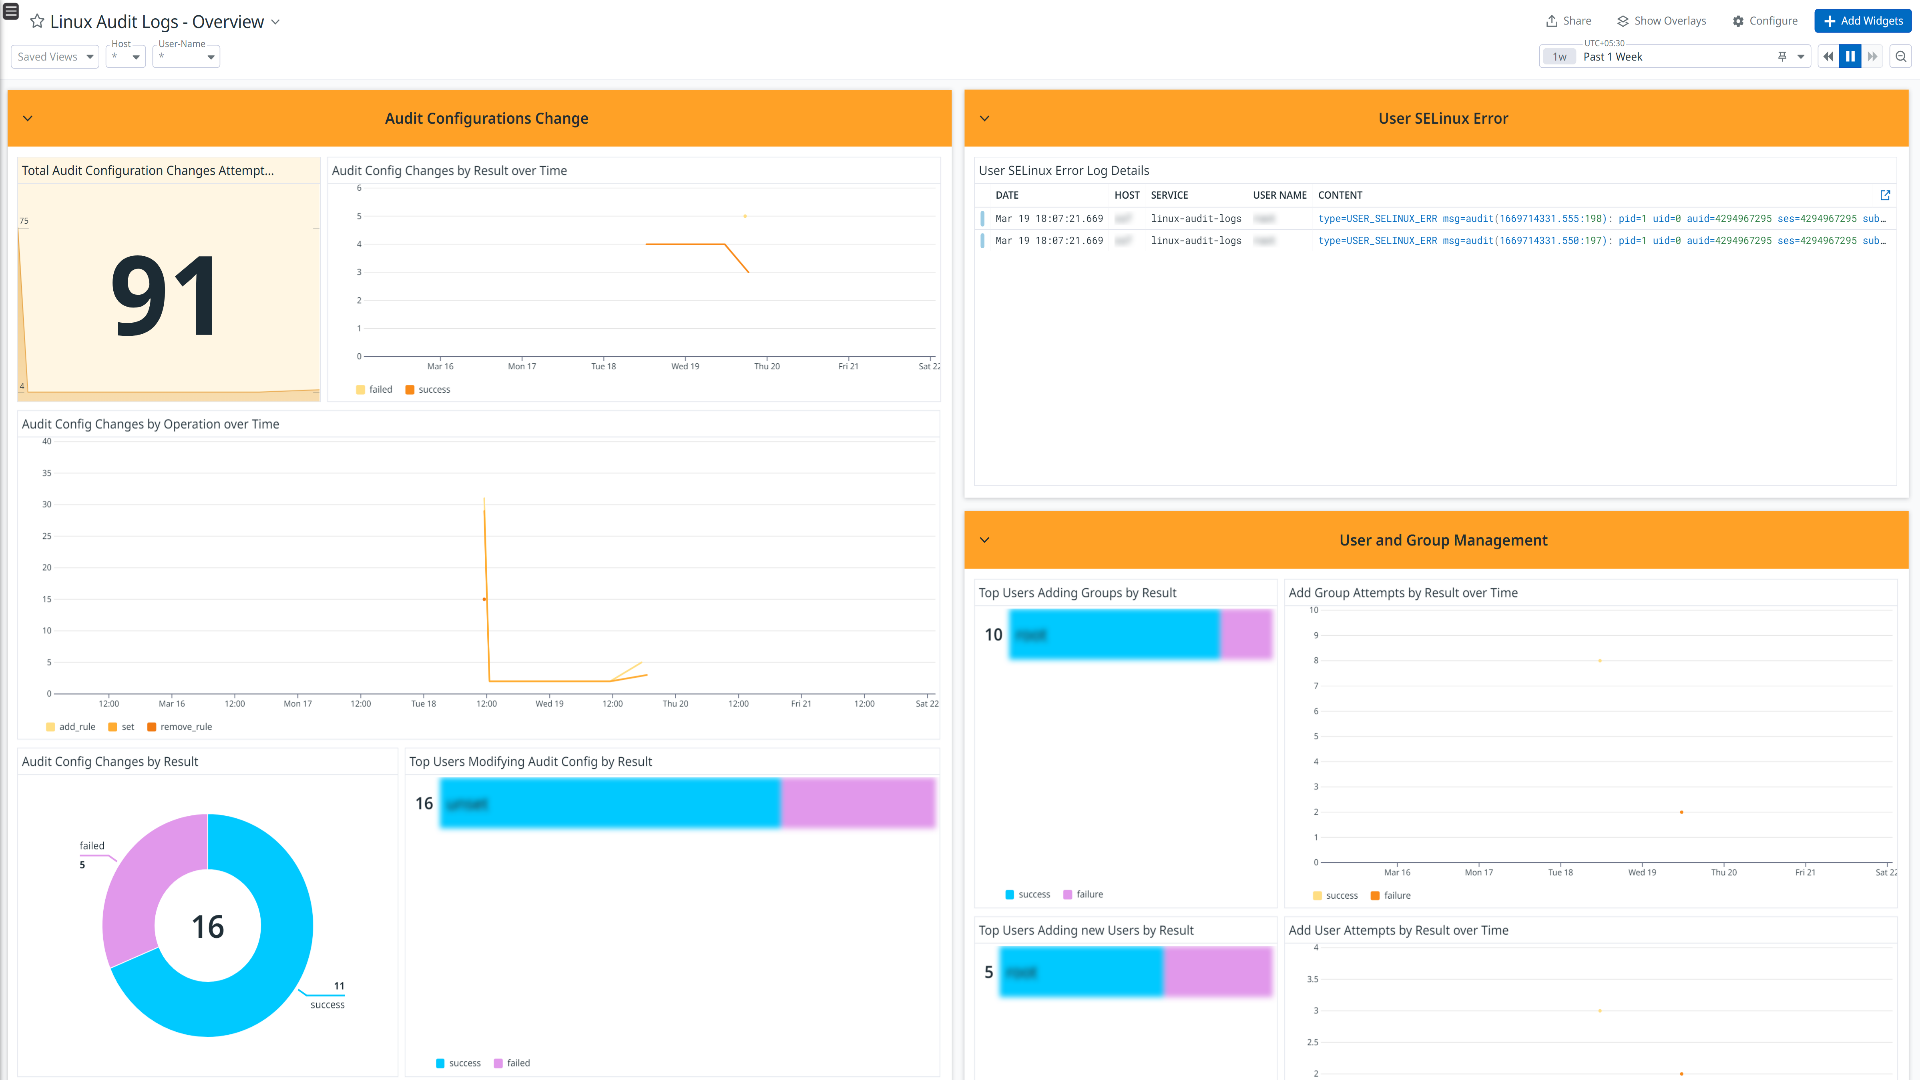 Linux Audit Logs - Overview
Share
Show Overlays
Configure
Add Widgets
Saved Views
Host
*
User-Name
*
UTC+05:30
1w
Past 1 Week
Audit Configurations Change
Total Audit Configuration Changes Attempt...
75
91
4
Audit Config Changes by Result over Time
6
5
4
3
2
1
0
Mar 16
Mon 17
Tue 18
Wed 19
Thu 20
Fri 21
Sat 22
failed
success
Audit Config Changes by Operation over Time
40
35
30
25
20
15
10
5
0
12:00
Mar 16
12:00
Mon 17
12:00
Tue 18
12:00
Wed 19
12:00
Thu 20
12:00
Fri 21
12:00
Sat 22
add_rule
set
remove_rule
Audit Config Changes by Result
failed
5
16
11
success
Top Users Modifying Audit Config by Result
16
success
failed
User SELinux Error
User SELinux Error Log Details
DATE HOST SERVICE USER NAME CONTENT
Mar 19 18:07:21.669 linux-audit-logs type=USER_SELINUX_ERR msg=audit(1669714331.555:198): pid=1 uid=0 auid=4294967295 ses=4294967295 sub…
Mar 19 18:07:21.669 linux-audit-logs type=USER_SELINUX_ERR msg=audit(1669714331.550:197): pid=1 uid=0 auid=4294967295 ses=4294967295 sub…
User and Group Management
Top Users Adding Groups by Result
10
success
failure
Add Group Attempts by Result over Time
10
9
8
7
6
5
4
3
2
1
0
Mar 16
Mon 17
Tue 18
Wed 19
Thu 20
Fri 21
Sat 22
success
failure
Top Users Adding new Users by Result
5
Add User Attempts by Result over Time
4
3.5
3
2.5
2